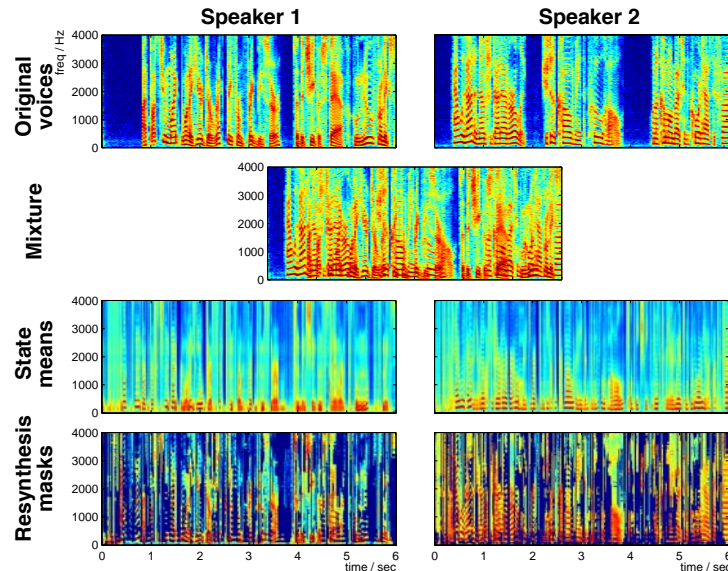 Speaker 1
Speaker 2
Original voices
freq / Hz
4000
3000
2000
1000
0
Mixture
4000
3000
2000
1000
0
State means
4000
3000
2000
1000
0
Resynthesis masks
4000
3000
2000
1000
0
0 1 2 3 4 5 6
time / sec
0 1 2 3 4 5 6
time / sec